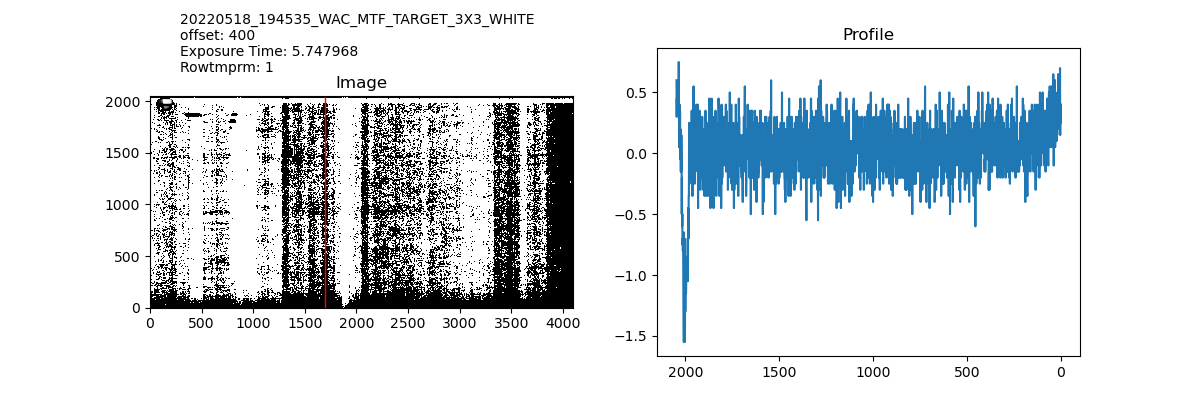 20220518_194535_WAC_MTF_TARGET_3X3_WHITE
offset: 400
Exposure Time: 5.747968
Rowtmprm: 1
Image
2000
1500
1000
500
0
0 500 1000 1500 2000 2500 3000 3500 4000
Profile
0.5
0.0
−0.5
−1.0
−1.5
2000 1500 1000 500 0